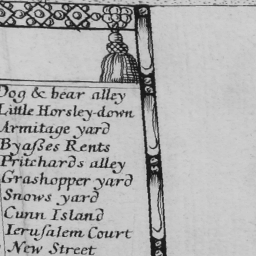 Dog & bear alley
Little Horsley-down
Armitage yard
Byaßes Rents
Pritchards alley
Grashopper yard
Snows yard
Cunn Island
Ierusalem Court
New Street